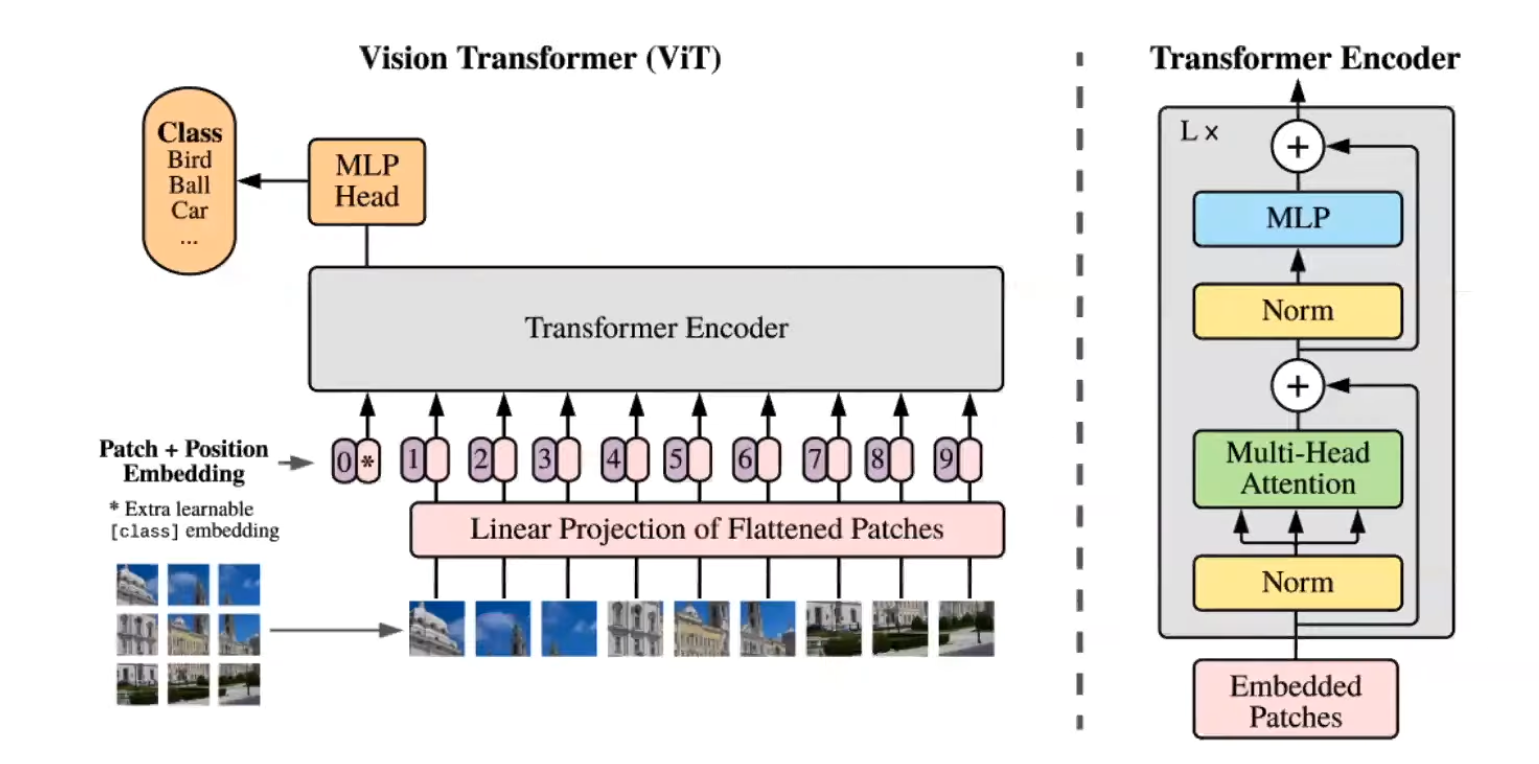 Vision Transformer (ViT)
Class
Bird
Ball
Car
...
MLP
Head
Transformer Encoder
Patch + Position
Embedding
* Extra learnable
[class] embedding
0 * 1 2 3 4 5 6 7 8 9
Linear Projection of Flattened Patches
Transformer Encoder
L x
+
MLP
Norm
+
Multi-Head
Attention
Norm
Embedded
Patches